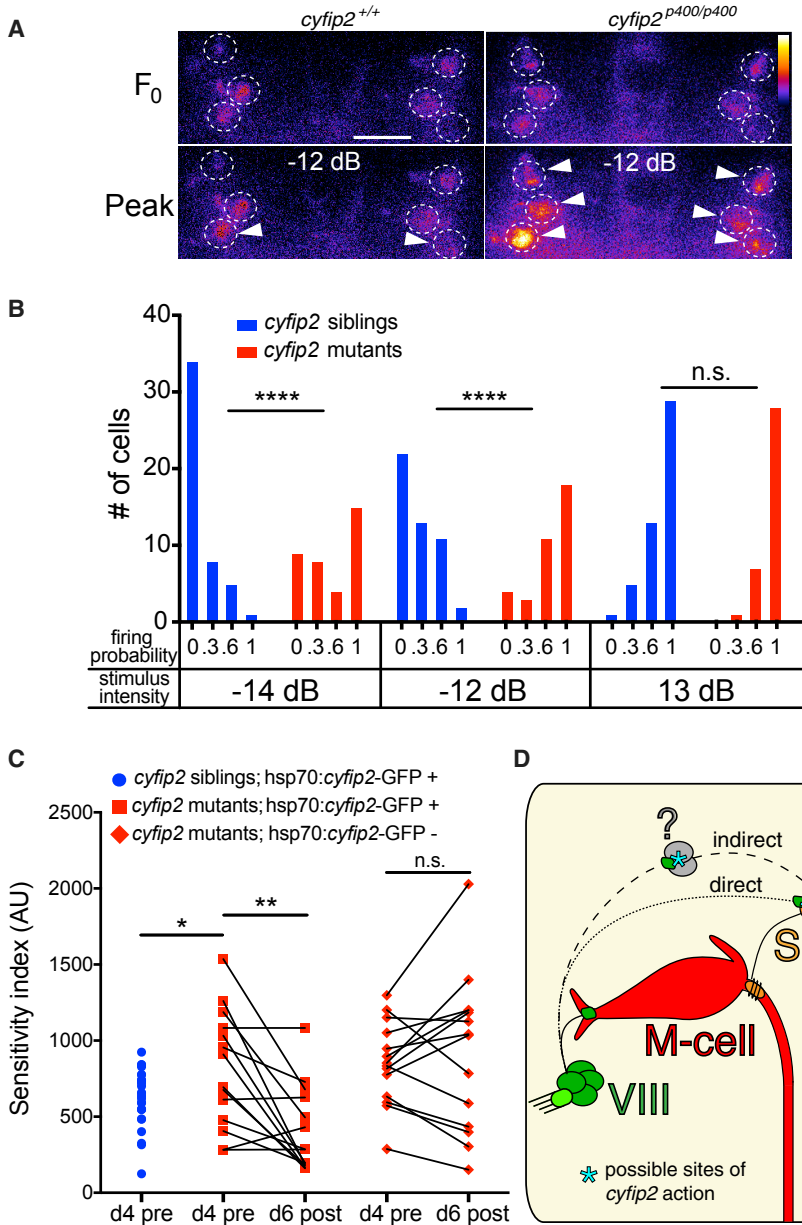 A
cyfip2 +/+
cyfip2 p400/p400
F0
-12 dB
-12 dB
Peak
B
cyfip2 siblings
cyfip2 mutants
# of cells
40
30
20
10
0
****
****
n.s.
firing probability
0 .3 .6 1
0 .3 .6 1
0 .3 .6 1
0 .3 .6 1
0 .3 .6 1
0 .3 .6 1
stimulus intensity
-14 dB
-12 dB
13 dB
C
cyfip2 siblings; hsp70:cyfip2-GFP +
cyfip2 mutants; hsp70:cyfip2-GFP +
cyfip2 mutants; hsp70:cyfip2-GFP -
Sensitivity index (AU)
2500
2000
1500
1000
500
0
*
**
n.s.
d4 pre
d4 pre
d6 post
d4 pre
d6 post
D
?
indirect
direct
S
M-cell
VIII
possible sites of
cyfip2 action